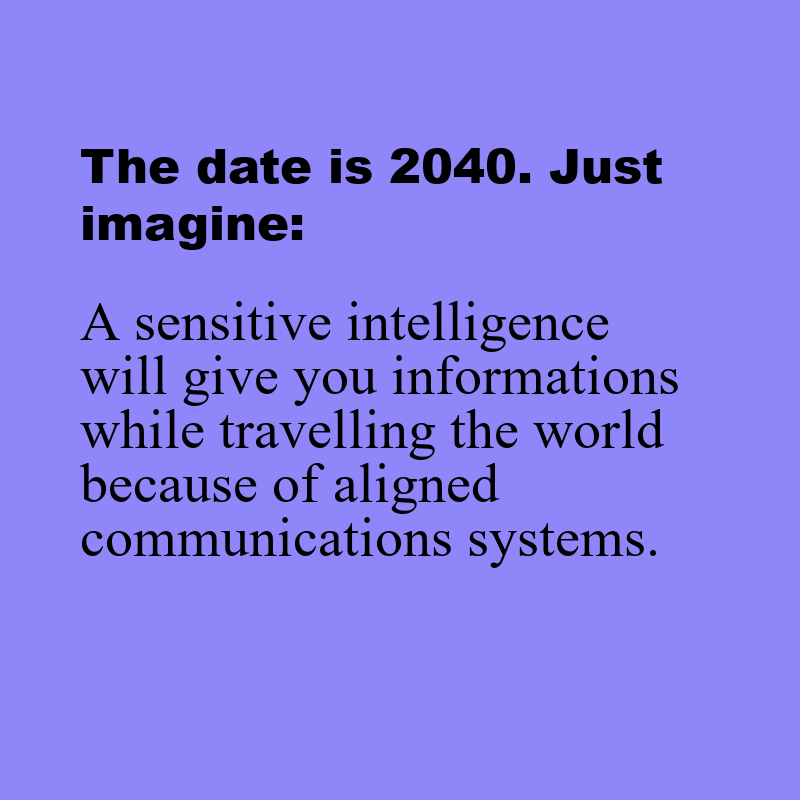 The date is 2040. Just
imagine:
A sensitive intelligence
will give you informations
while travelling the world
because of aligned
communications systems.